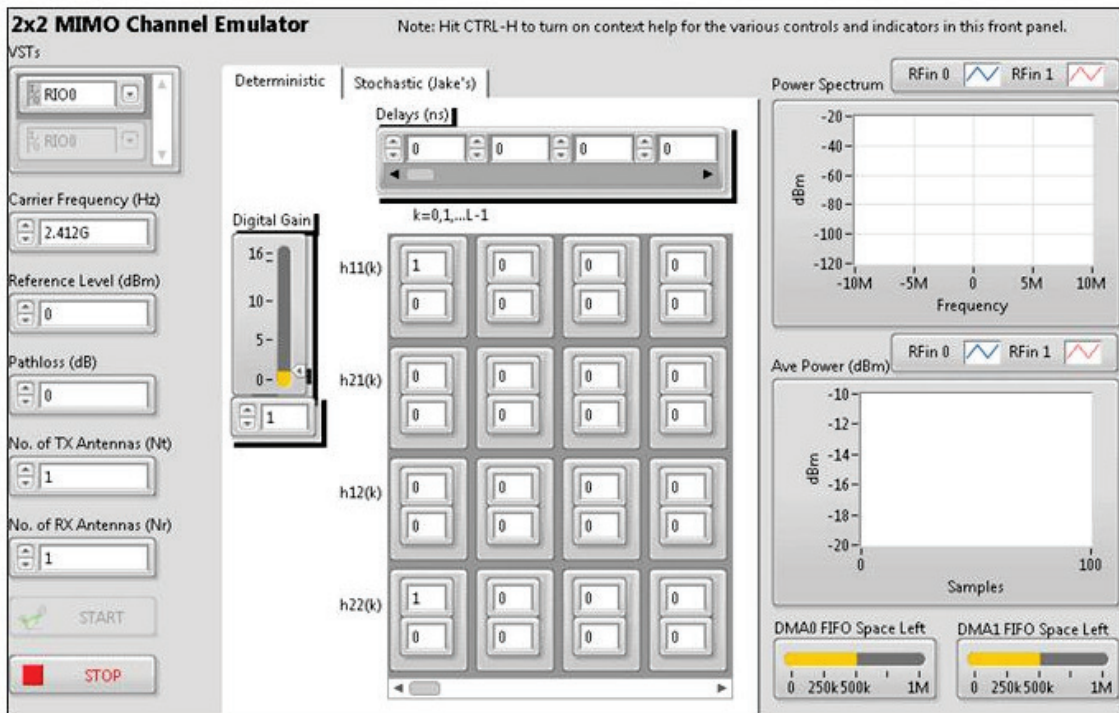 2x2 MIMO Channel Emulator
Note: Hit CTRL-H to turn on context help for the various controls and indicators in this front panel.
VSTs
RIO0
RIO0
Carrier Frequency (Hz)
2.412G
Reference Level (dBm)
0
Pathloss (dB)
0
No. of TX Antennas (Nt)
1
No. of RX Antennas (Nr)
1
START
STOP
Deterministic
Stochastic (Jake's)
Delays (ns)
0 0 0 0
k=0,1,...L-1
Digital Gain
16
10
5
0
1
h11(k)
1 0 0 0
0 0 0 0
h21(k)
0 0 0 0
0 0 0 0
h12(k)
0 0 0 0
0 0 0 0
h22(k)
1 0 0 0
0 0 0 0
Power Spectrum
RFin 0 RFin 1
dBm
-20
-40
-60
-80
-100
-120
-10M -5M 0 5M 10M
Frequency
Ave Power (dBm)
RFin 0 RFin 1
dBm
-10
-12
-14
-16
-18
-20
0 100
Samples
DMA0 FIFO Space Left
0 250k 500k 1M
DMA1 FIFO Space Left
0 250k 500k 1M